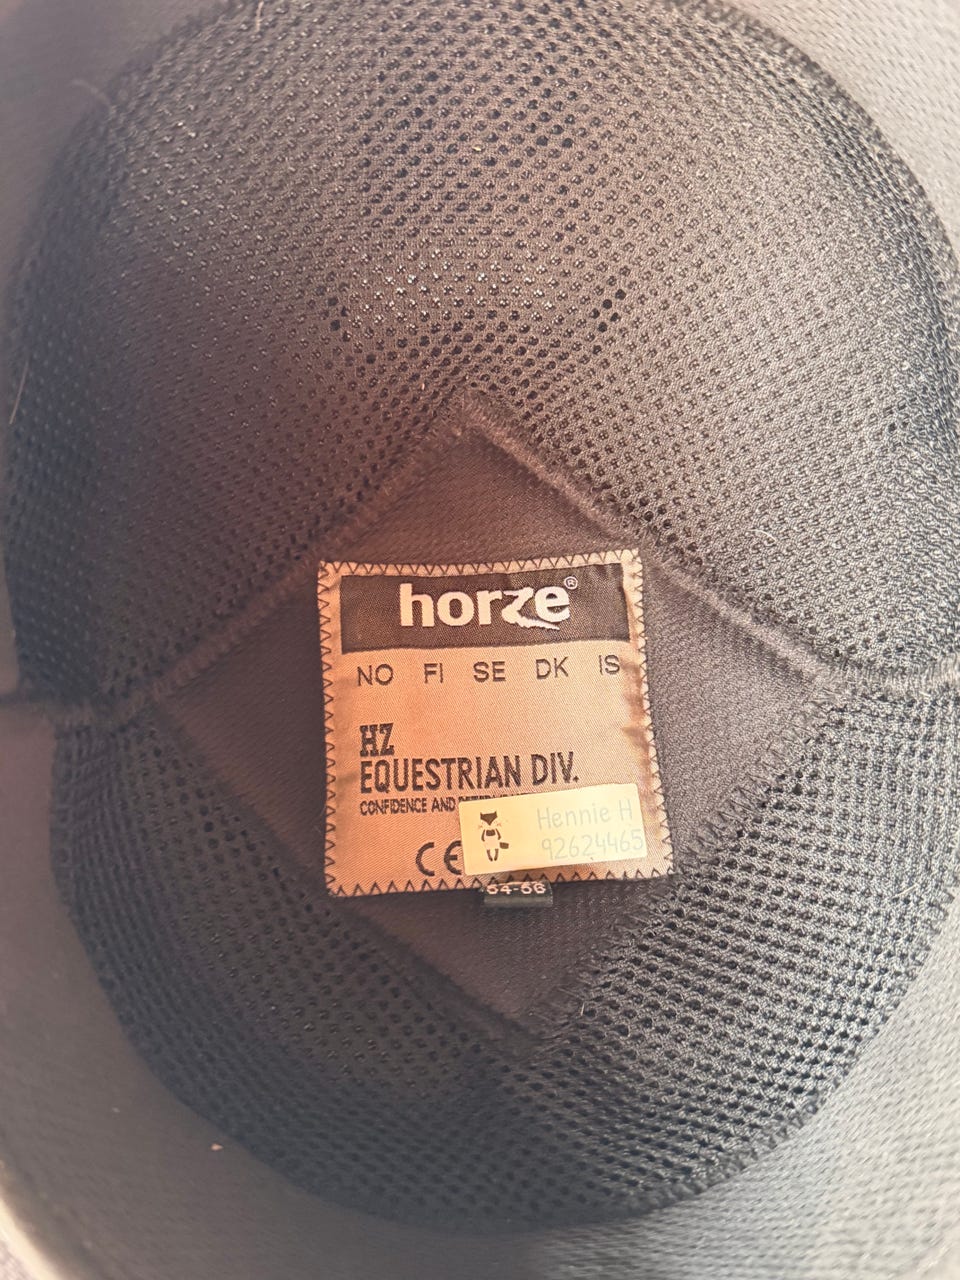 horze®
NO FI SE DK IS
HZ
EQUESTRIAN DIV.
CONFIDENCE AND
Hennie H
92624465
CE
54-56